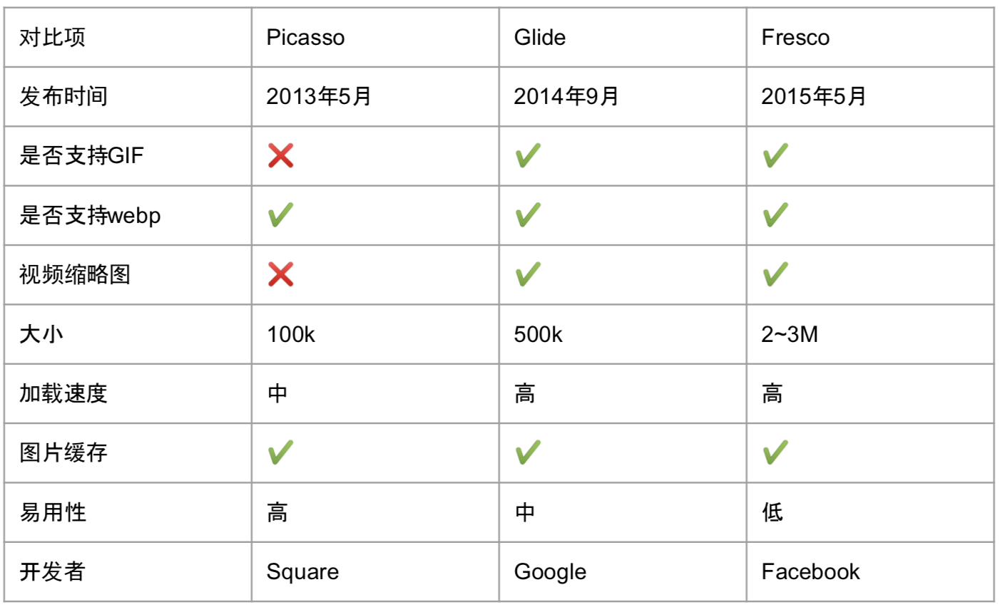 对比项 Picasso Glide Fresco
发布时间 2013年5月 2014年9月 2015年5月
是否支持GIF ❌ ✔ ✔
是否支持webp ✔ ✔ ✔
视频缩略图 ❌ ✔ ✔
大小 100k 500k 2~3M
加载速度 中 高 高
图片缓存 ✔ ✔ ✔
易用性 高 中 低
开发者 Square Google Facebook